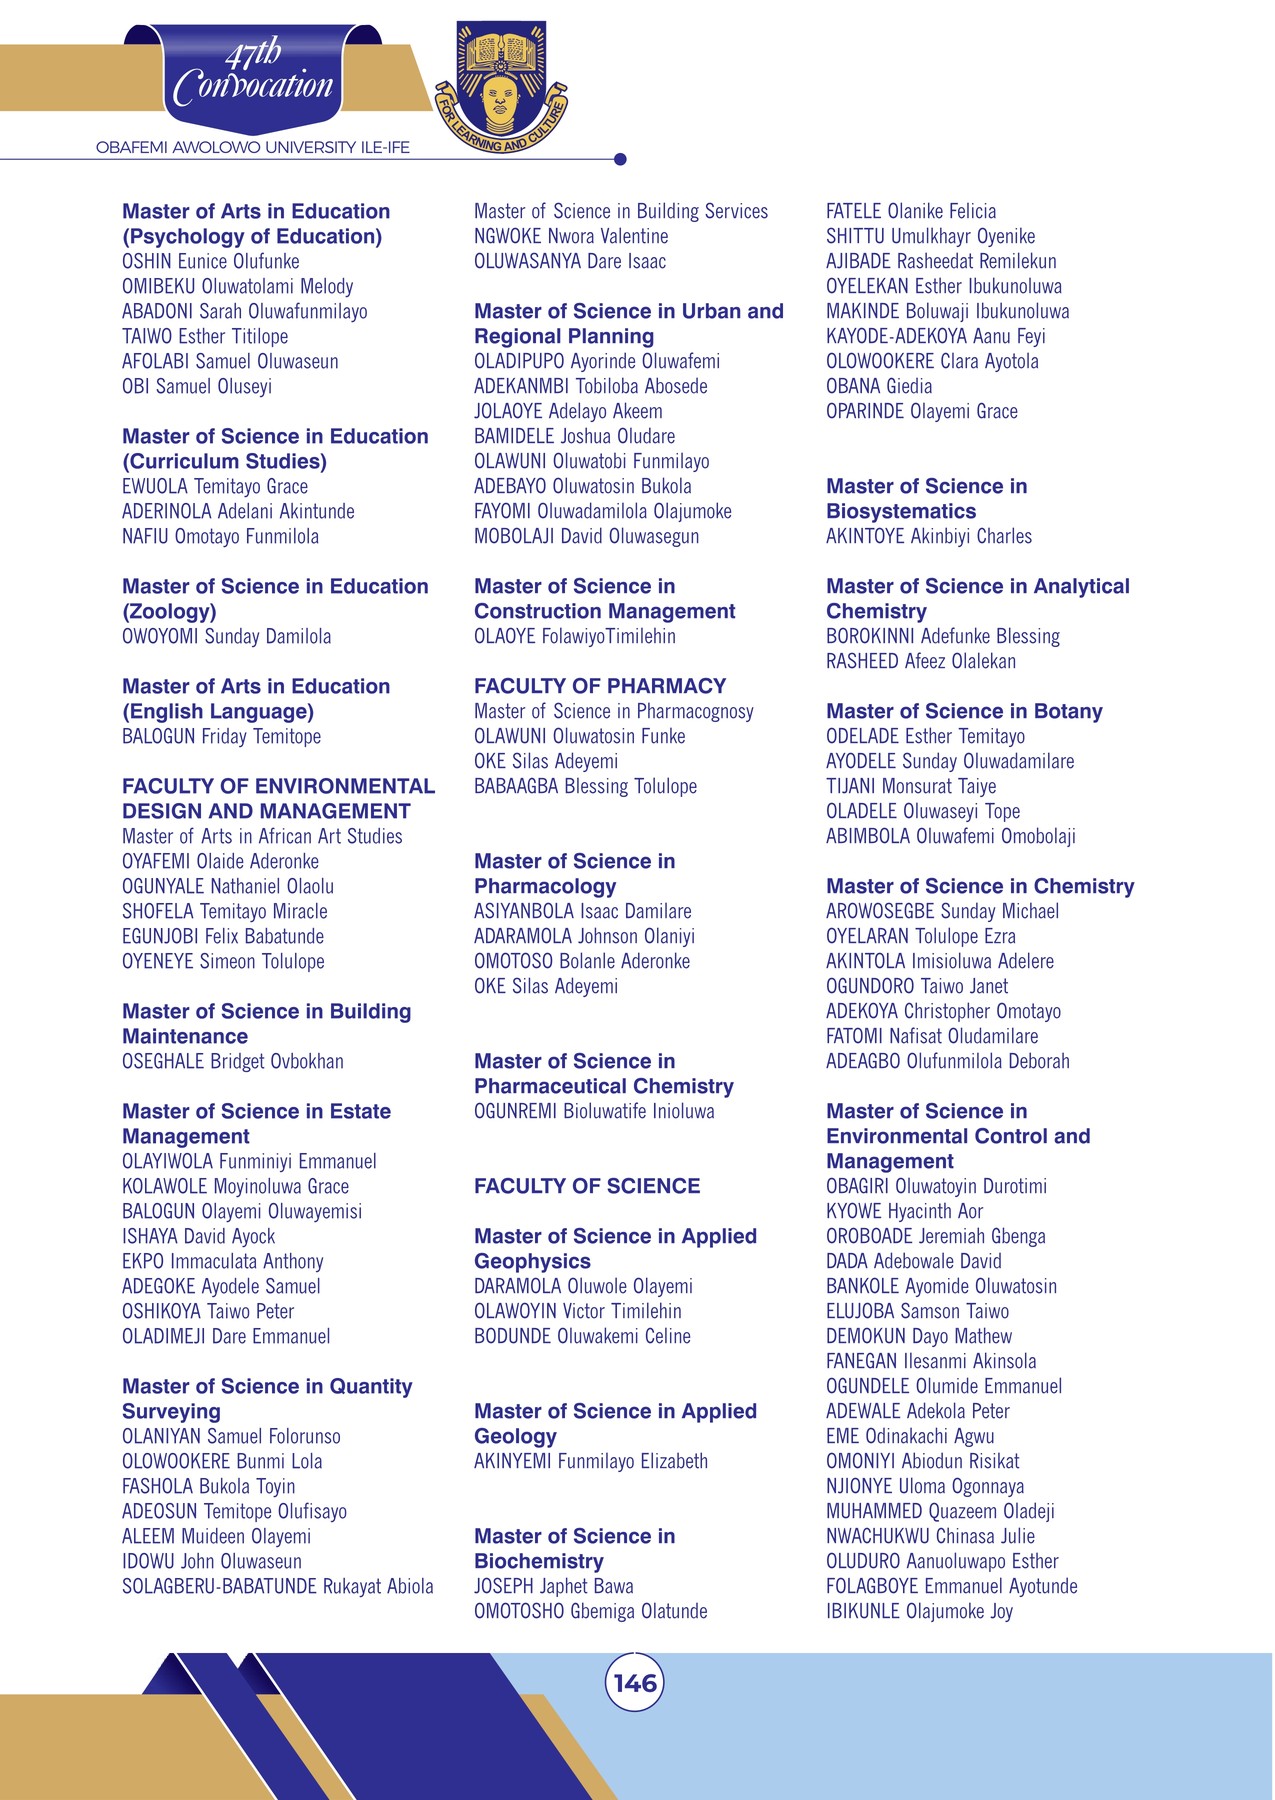 47th
Convocation
FOR LEARNING AND CULTURE
OBAFEMI AWOLOWO UNIVERSITY ILE-IFE
Master of Arts in Education
(Psychology of Education)
OSHIN Eunice Olufunke
OMIBEKU Oluwatolami Melody
ABADONI Sarah Oluwafunmilayo
TAIWO Esther Titilope
AFOLABI Samuel Oluwaseun
OBI Samuel Oluseyi
Master of Science in Education
(Curriculum Studies)
EWUOLA Temitayo Grace
ADERINOLA Adelani Akintunde
NAFIU Omotayo Funmilola
Master of Science in Education
(Zoology)
OWOYOMI Sunday Damilola
Master of Arts in Education
(English Language)
BALOGUN Friday Temitope
FACULTY OF ENVIRONMENTAL
DESIGN AND MANAGEMENT
Master of Arts in African Art Studies
OYAFEMI Olaide Aderonke
OGUNYALE Nathaniel Olaolu
SHOFELA Temitayo Miracle
EGUNJOBI Felix Babatunde
OYENEYE Simeon Tolulope
Master of Science in Building
Maintenance
OSEGHALE Bridget Ovbokhan
Master of Science in Estate
Management
OLAYIWOLA Funminiyi Emmanuel
KOLAWOLE Moyinoluwa Grace
BALOGUN Olayemi Oluwayemisi
ISHAYA David Ayock
EKPO Immaculata Anthony
ADEGOKE Ayodele Samuel
OSHIKOYA Taiwo Peter
OLADIMEJI Dare Emmanuel
Master of Science in Quantity
Surveying
OLANIYAN Samuel Folorunso
OLOWOOKERE Bunmi Lola
FASHOLA Bukola Toyin
ADEOSUN Temitope Olufisayo
ALEEM Muideen Olayemi
IDOWU John Oluwaseun
SOLAGBERU-BABATUNDE Rukayat Abiola
Master of Science in Building Services
NGWOKE Nwora Valentine
OLUWASANYA Dare Isaac
Master of Science in Urban and
Regional Planning
OLADIPUPO Ayorinde Oluwafemi
ADEKANMBI Tobiloba Abosede
JOLAOYE Adelayo Akeem
BAMIDELE Joshua Oludare
OLAWUNI Oluwatobi Funmilayo
ADEBAYO Oluwatosin Bukola
FAYOMI Oluwadamilola Olajumoke
MOBOLAJI David Oluwasegun
Master of Science in
Construction Management
OLAOYE FolawiyoTimilehin
FACULTY OF PHARMACY
Master of Science in Pharmacognosy
OLAWUNI Oluwatosin Funke
OKE Silas Adeyemi
BABAAGBA Blessing Tolulope
Master of Science in
Pharmacology
ASIYANBOLA Isaac Damilare
ADARAMOLA Johnson Olaniyi
OMOTOSO Bolanle Aderonke
OKE Silas Adeyemi
Master of Science in
Pharmaceutical Chemistry
OGUNREMI Bioluwatife Inioluwa
FACULTY OF SCIENCE
Master of Science in Applied
Geophysics
DARAMOLA Oluwole Olayemi
OLAWOYIN Victor Timilehin
BODUNDE Oluwakemi Celine
Master of Science in Applied
Geology
AKINYEMI Funmilayo Elizabeth
Master of Science in
Biochemistry
JOSEPH Japhet Bawa
OMOTOSHO Gbemiga Olatunde
FATELE Olanike Felicia
SHITTU Umulkhayr Oyenike
AJIBADE Rasheedat Remilekun
OYELEKAN Esther Ibukunoluwa
MAKINDE Boluwaji Ibukunoluwa
KAYODE-ADEKOYA Aanu Feyi
OLOWOOKERE Clara Ayotola
OBANA Giedia
OPARINDE Olayemi Grace
Master of Science in
Biosystematics
AKINTOYE Akinbiyi Charles
Master of Science in Analytical
Chemistry
BOROKINNI Adefunke Blessing
RASHEED Afeez Olalekan
Master of Science in Botany
ODELADE Esther Temitayo
AYODELE Sunday Oluwadamilare
TIJANI Monsurat Taiye
OLADELE Oluwaseyi Tope
ABIMBOLA Oluwafemi Omobolaji
Master of Science in Chemistry
AROWOSEGBE Sunday Michael
OYELARAN Tolulope Ezra
AKINTOLA Imisioluwa Adelere
OGUNDORO Taiwo Janet
ADEKOYA Christopher Omotayo
FATOMI Nafisat Oludamilare
ADEAGBO Olufunmilola Deborah
Master of Science in
Environmental Control and
Management
OBAGIRI Oluwatoyin Durotimi
KYOWE Hyacinth Aor
OROBOADE Jeremiah Gbenga
DADA Adebowale David
BANKOLE Ayomide Oluwatosin
ELUJOBA Samson Taiwo
DEMOKUN Dayo Mathew
FANEGAN Ilesanmi Akinsola
OGUNDELE Olumide Emmanuel
ADEWALE Adekola Peter
EME Odinakachi Agwu
OMONIYI Abiodun Risikat
NJIONYE Uloma Ogonnaya
MUHAMMED Quazeem Oladeji
NWACHUKWU Chinasa Julie
OLUDURO Aanuoluwapo Esther
FOLAGBOYE Emmanuel Ayotunde
IBIKUNLE Olajumoke Joy
146